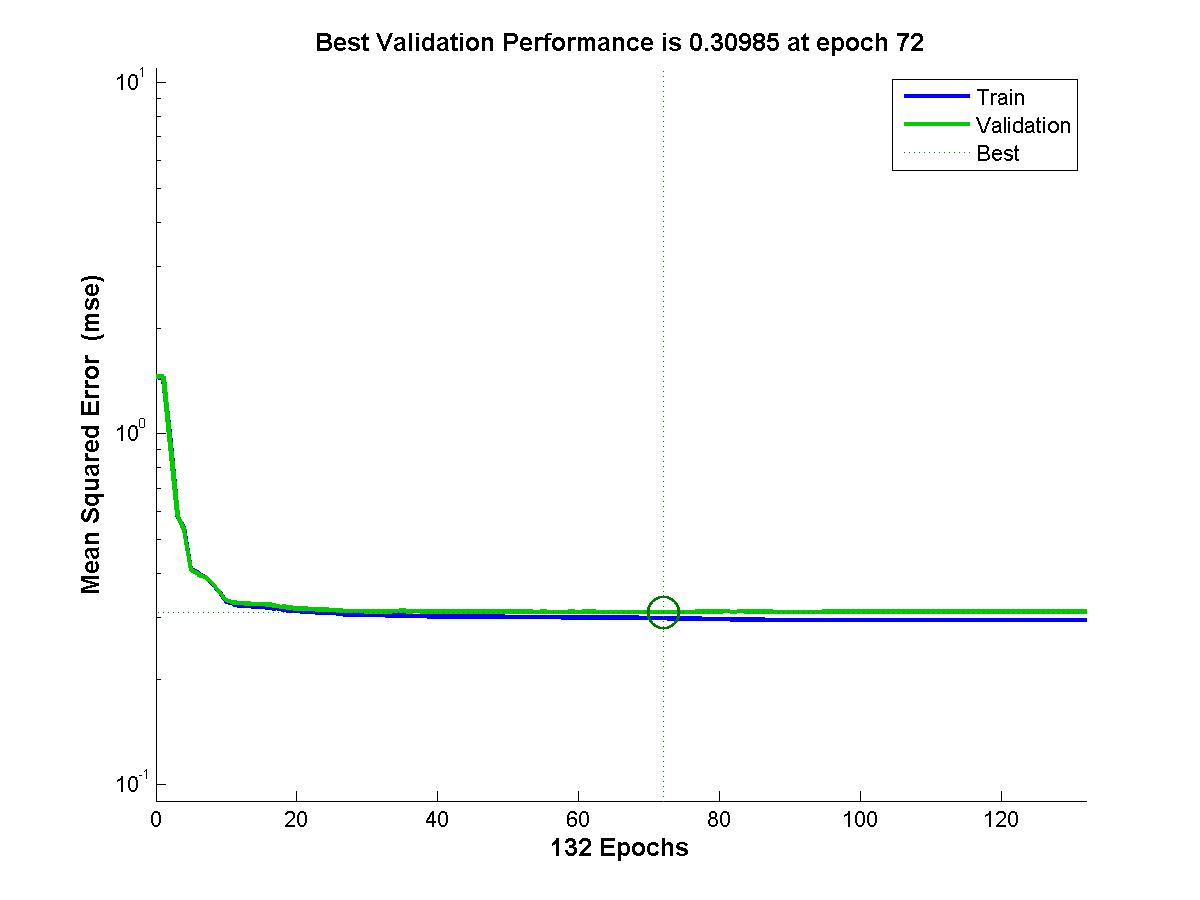 Best Validation Performance is 0.30985 at epoch 72
10^1
Train
Validation
Best
Mean Squared Error (mse)
10^0
10^-1
0 20 40 60 80 100 120
132 Epochs